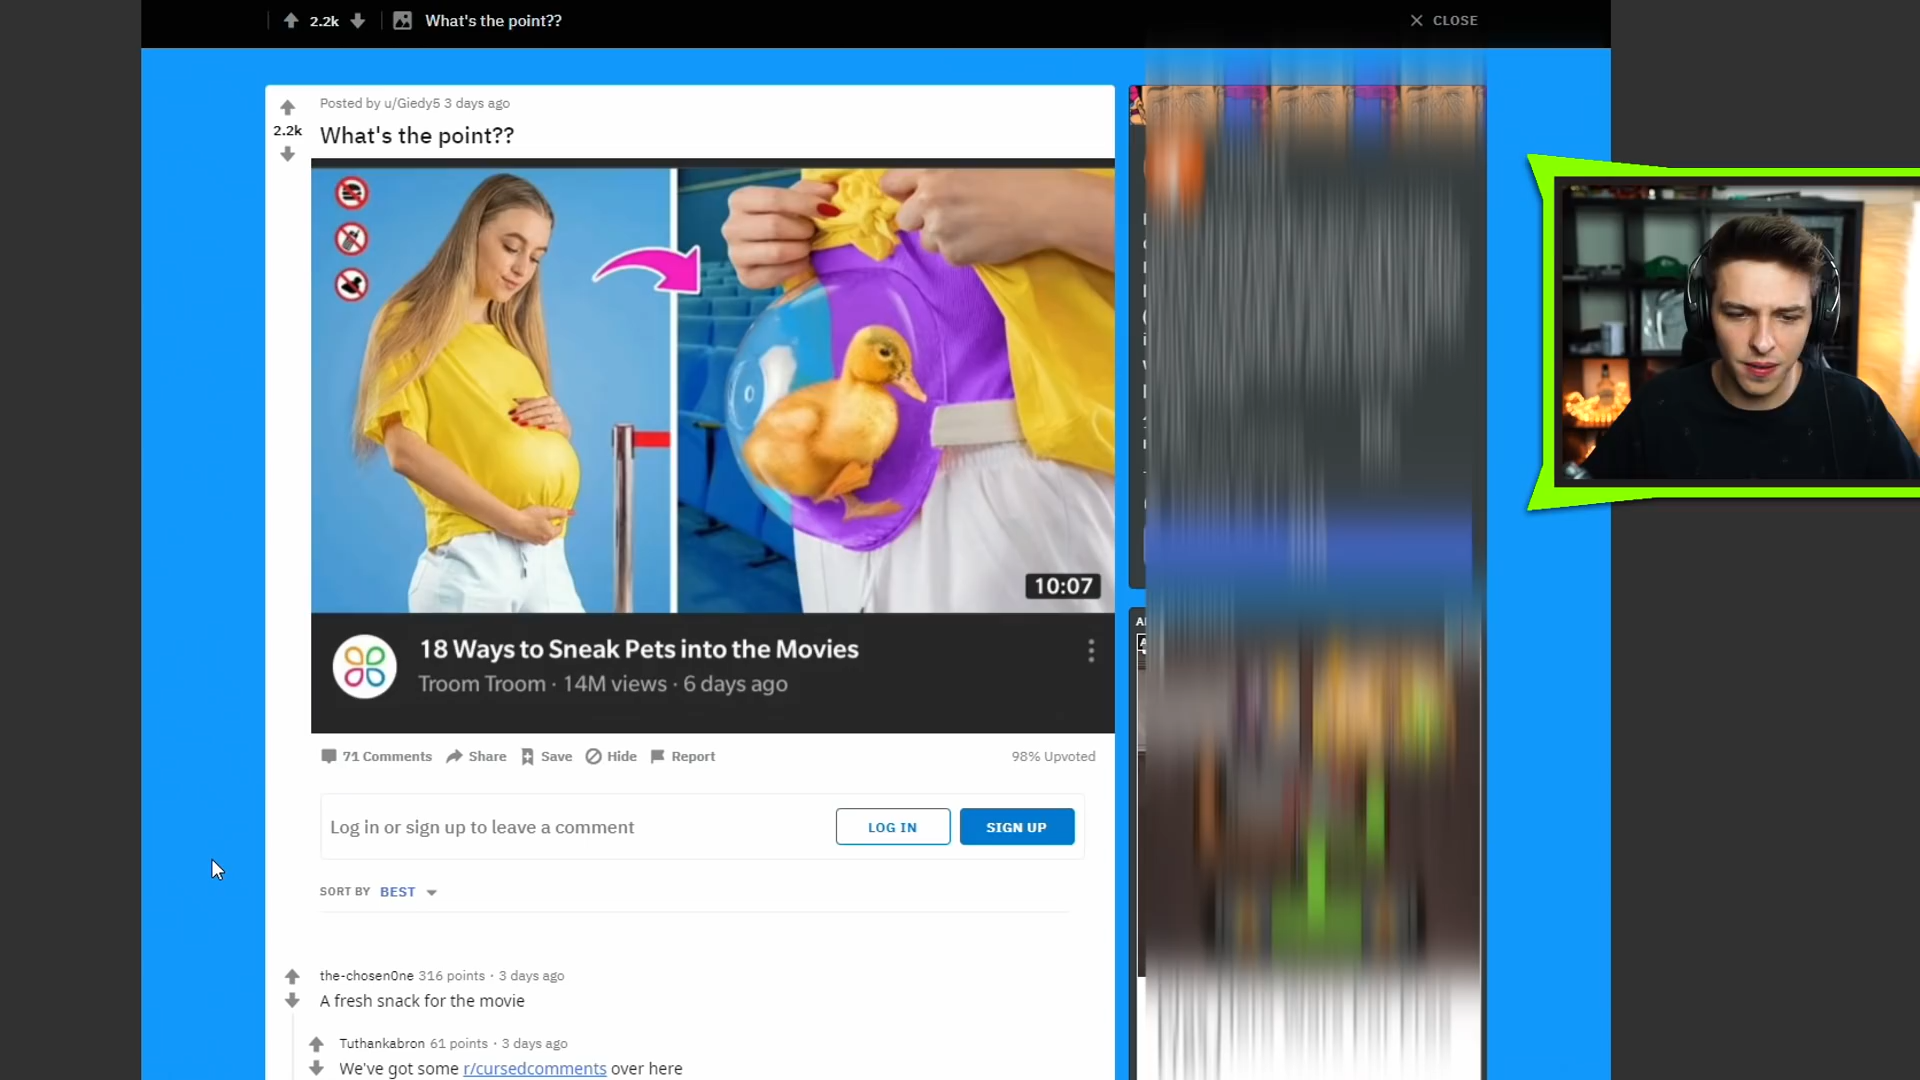 2.2k
What's the point??
CLOSE
Posted by u/Giedy5 3 days ago
2.2k
What's the point??
10:07
18 Ways to Sneak Pets into the Movies
Troom Troom · 14M views · 6 days ago
71 Comments
Share
Save
Hide
Report
98% Upvoted
Log in or sign up to leave a comment
LOG IN
SIGN UP
SORT BY BEST
the-chosen0ne 316 points · 3 days ago
A fresh snack for the movie
Tuthankabron 61 points · 3 days ago
We've got some r/cursedcomments over here